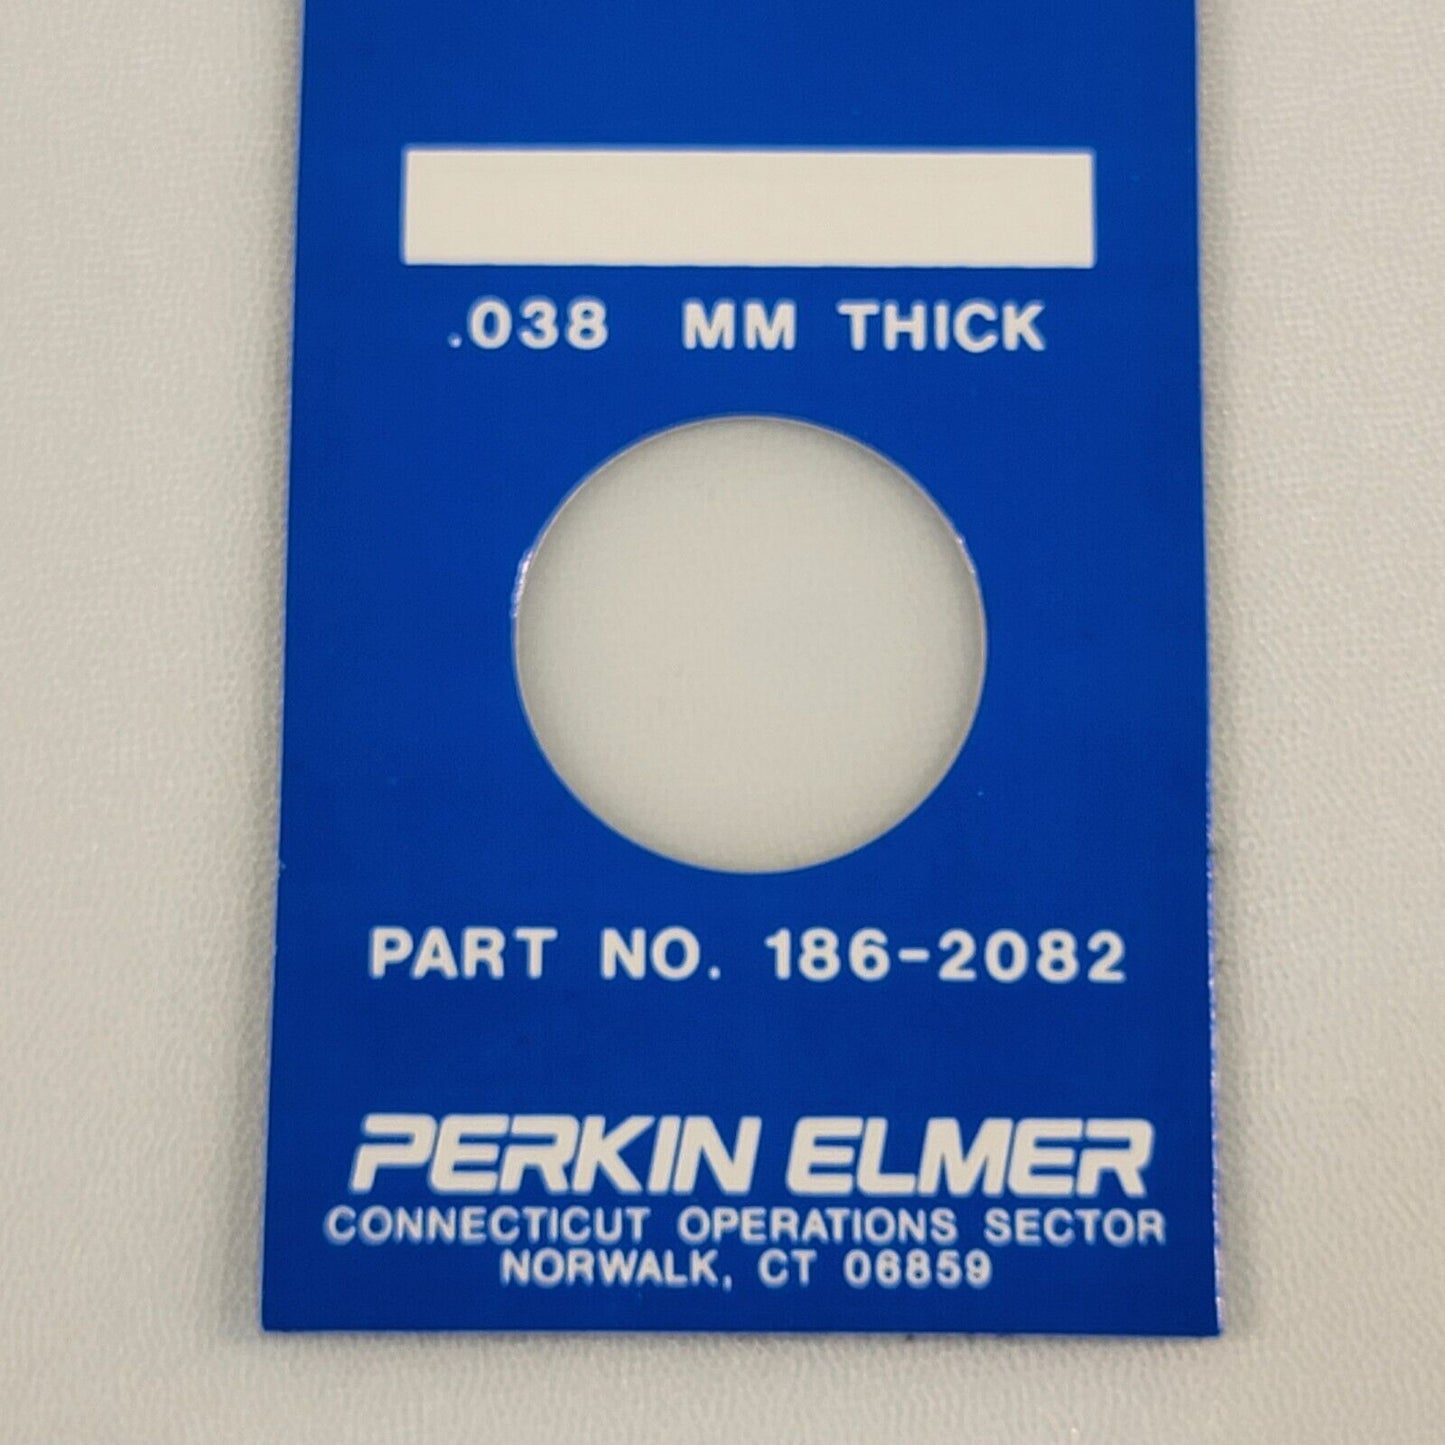 .038 MM THICK
PART NO. 186-2082
PERKIN ELMER
CONNECTICUT OPERATIONS SECTOR
NORWALK, CT 06859